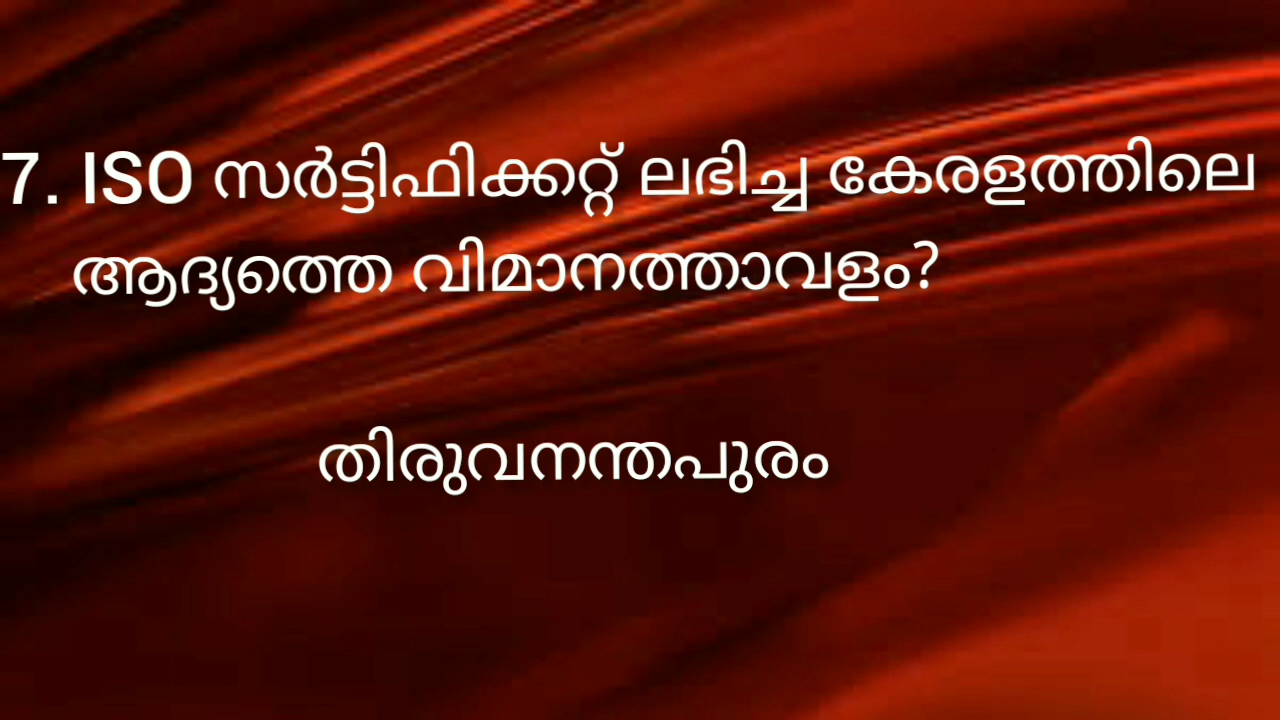 7. ISO സർട്ടിഫിക്കറ്റ് ലഭിച്ച കേരളത്തിലെ
ആദ്യത്തെ വിമാനത്താവളം?
തിരുവനന്തപുരം